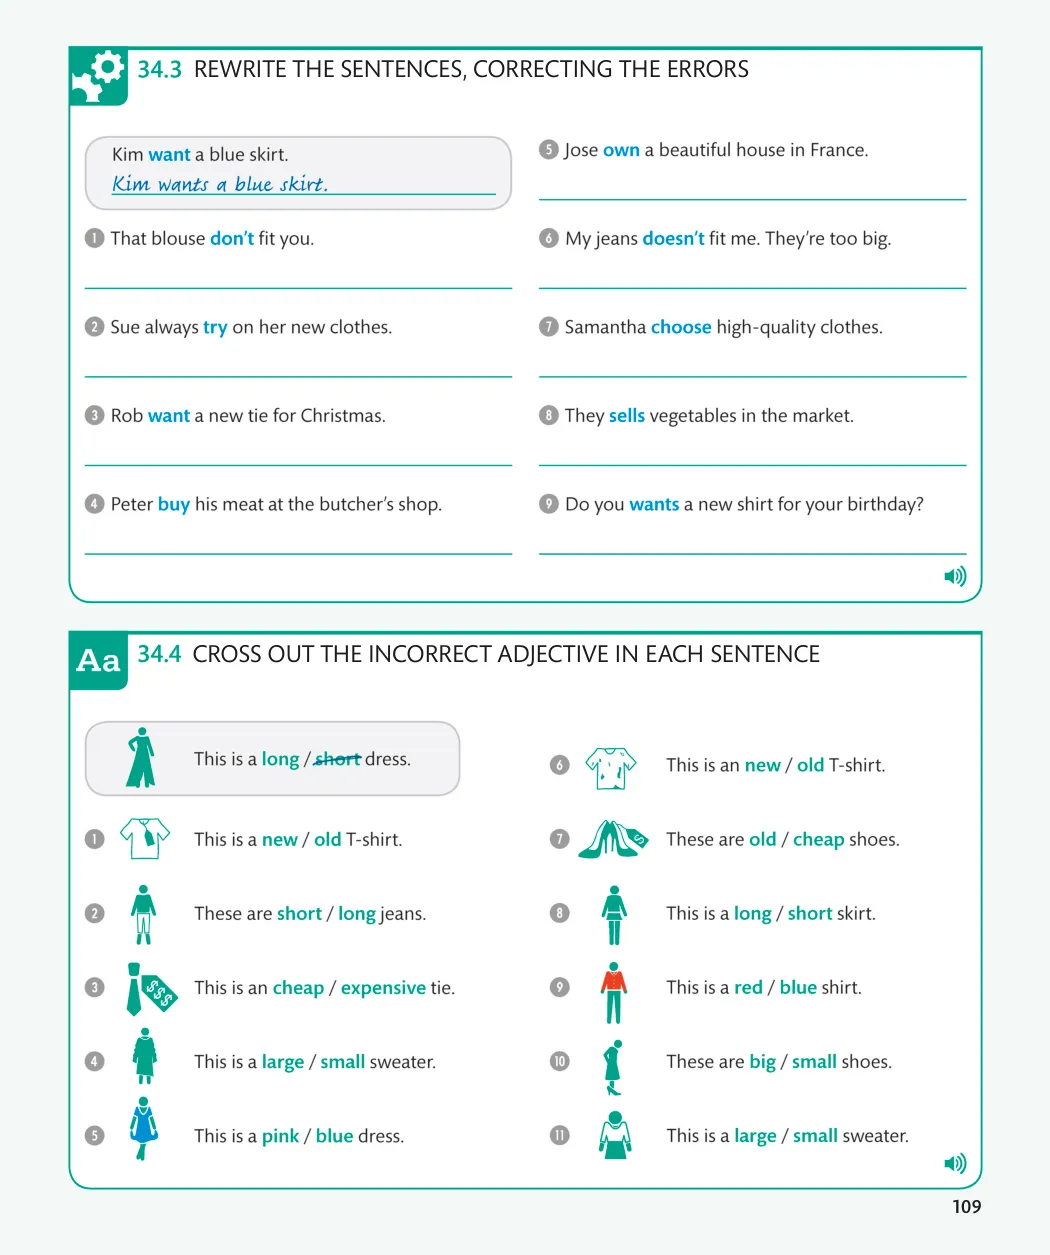 34.3 REWRITE THE SENTENCES, CORRECTING THE ERRORS
Kim want a blue skirt.
Kim wants a blue skirt.
1 That blouse don't fit you.
2 Sue always try on her new clothes.
3 Rob want a new tie for Christmas.
4 Peter buy his meat at the butcher's shop.
5 Jose own a beautiful house in France.
6 My jeans doesn't fit me. They're too big.
7 Samantha choose high-quality clothes.
8 They sells vegetables in the market.
9 Do you wants a new shirt for your birthday?
Aa 34.4 CROSS OUT THE INCORRECT ADJECTIVE IN EACH SENTENCE
This is a long / short dress.
1 This is a new / old T-shirt.
2 These are short / long jeans.
3 This is an cheap / expensive tie.
$$$
4 This is a large / small sweater.
5 This is a pink / blue dress.
6 This is an new / old T-shirt.
7 These are old / cheap shoes.
$
8 This is a long / short skirt.
9 This is a red / blue shirt.
10 These are big / small shoes.
11 This is a large / small sweater.
109